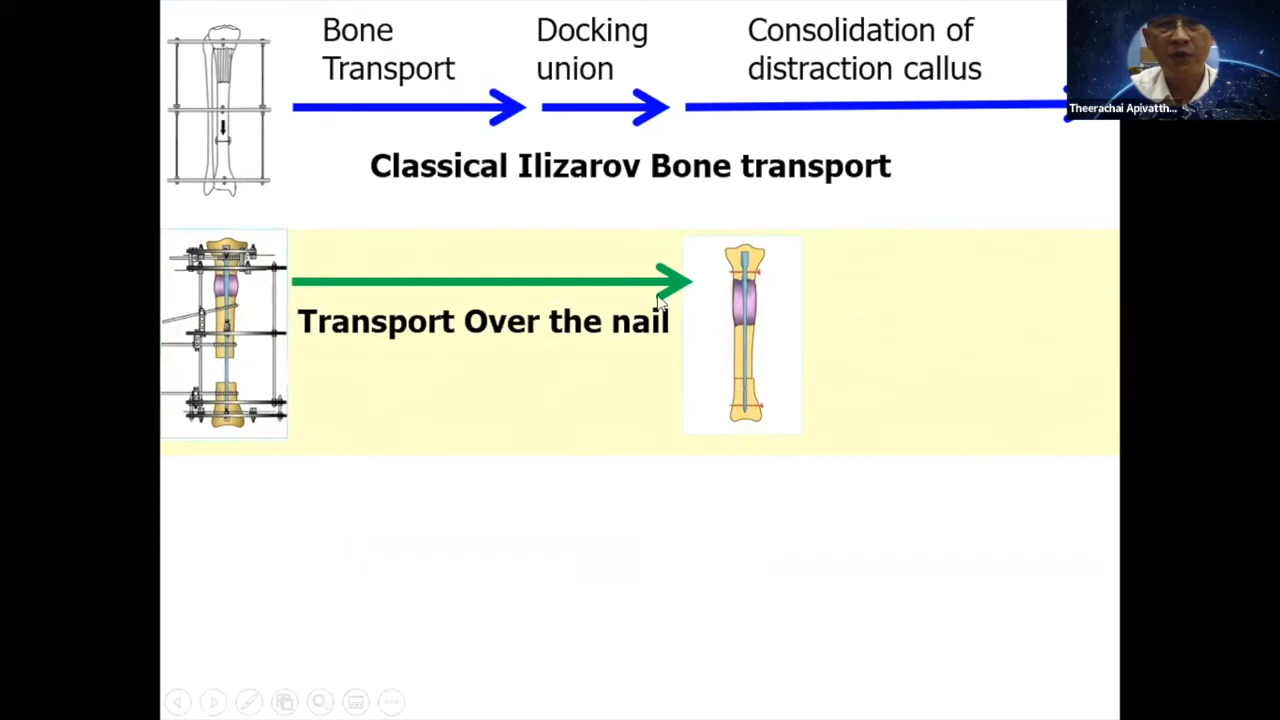 Bone
Transport
Docking
union
Consolidation of
distraction callus
Theerachai Apivatth...
Classical Ilizarov Bone transport
Transport Over the nail